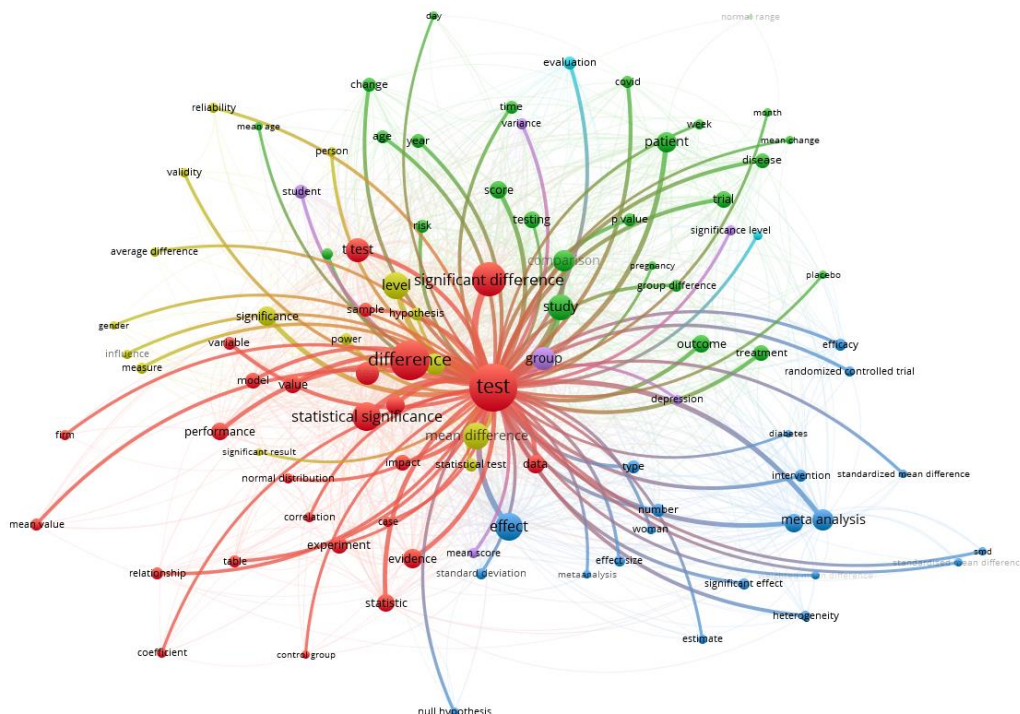 day
normal range
evaluation
covid
change
reliability
time
month
variance
week
mean age
age
year
patient
mean change
person
disease
validity
student
score
trial
testing
p value
risk
significance level
t test
average difference
comparison
pregnancy
placebo
significant difference
level
group difference
study
sample
hypothesis
significance
gender
power
variable
outcome
efficacy
influence
treatment
difference
group
measure
randomized controlled trial
model
value
test
depression
statistical significance
firm
performance
mean difference
diabetes
significant result
statistical test
impact
data
type
normal distribution
intervention
standardized mean difference
number
correlation
case
mean value
effect
meta analysis
woman
experiment
mean score
smd
table
evidence
effect size
standardised mean differenc
relationship
standard deviation
metaanalysis
significant effect
statistic
heterogeneity
estimate
coefficient
control group
null hypothesis